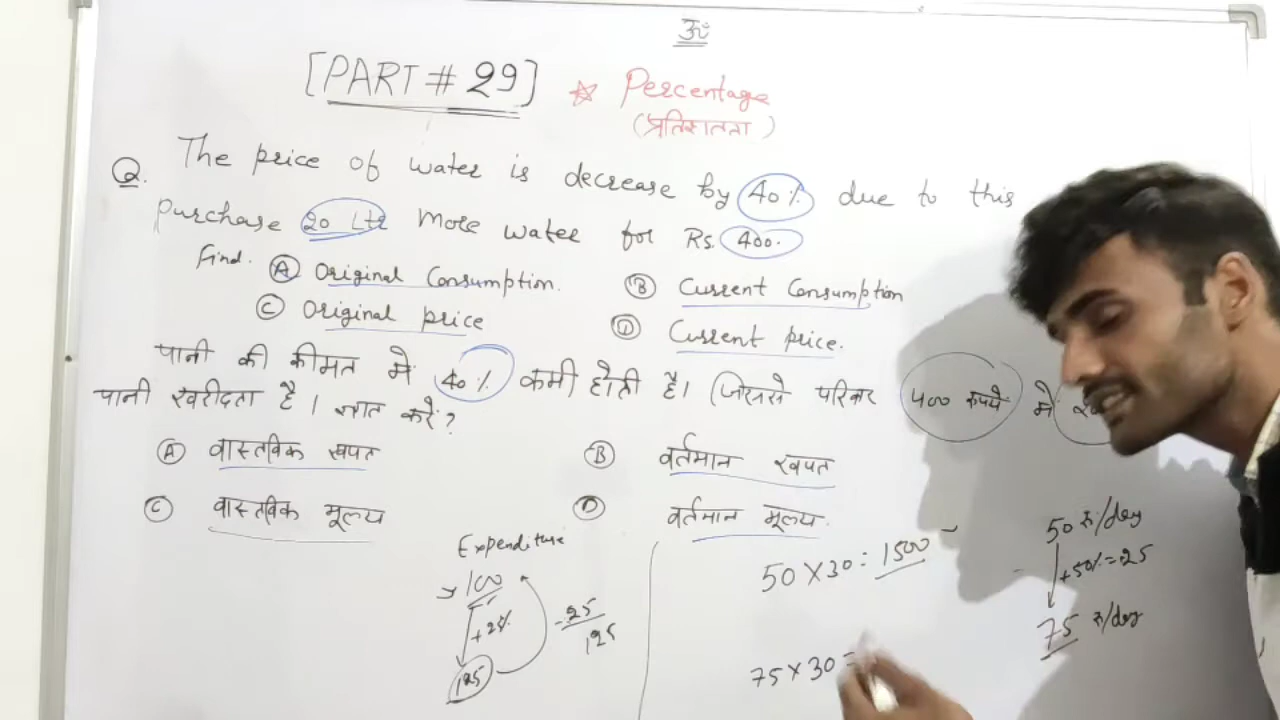 ॐ
[PART # 29] ☆ Percentage
(प्रतिशतता)
Q. The price of water is decrease by 40% due to this
purchase 20 Ltr More water for Rs. 400.
find. (A) Original Consumption. (B) Current Consumption
(C) Original price (D) Current price.
पानी की कीमत में 40% कमी होती है। (जिससे परिवार 400 रुपये में
पानी खरीदता है। ज्ञात करें?
(A) वास्तविक खपत (B) वर्तमान खपत
(C) वास्तविक मूल्य (D) वर्तमान मूल्य.
Expenditure
100
+25%
125
-25/125
50 × 30 = 1500
75 × 30 =
50 रु/day
+50% = 25
75 रु/day